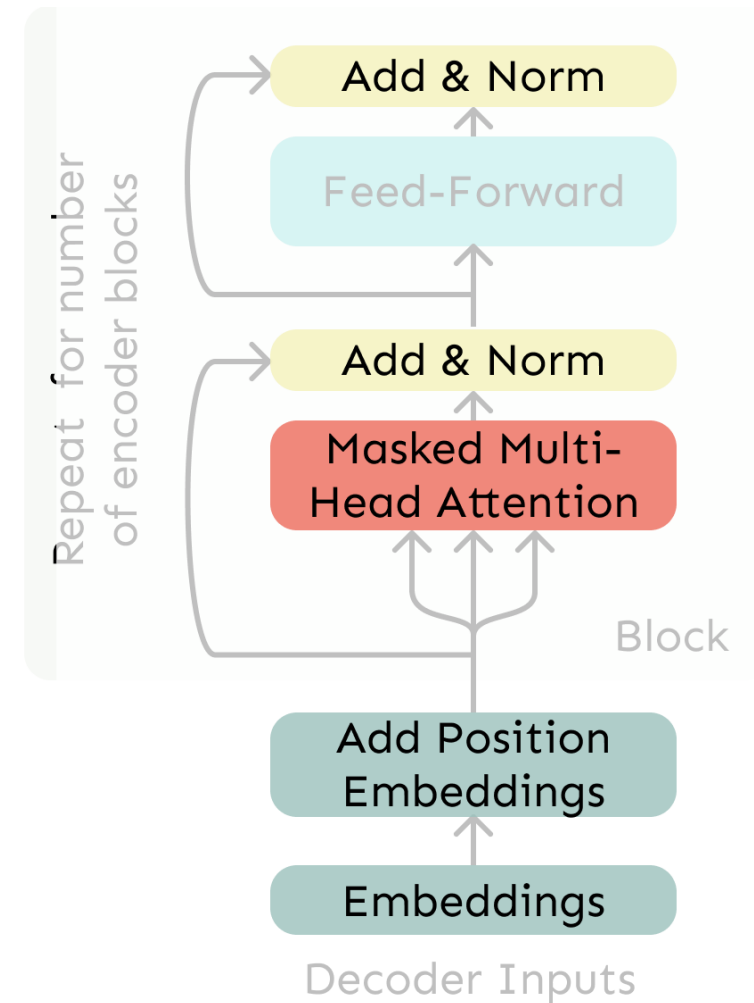 Add & Norm
Feed-Forward
Repeat for number
of encoder blocks
Add & Norm
Masked Multi-
Head Attention
Block
Add Position
Embeddings
Embeddings
Decoder Inputs